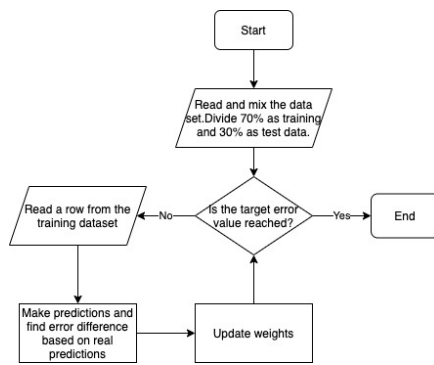 Start
Read and mix the data
set.Divide 70% as training
and 30% as test data.
Is the target error
value reached?
No
Yes
End
Read a row from the
training dataset
Make predictions and
find error difference
based on real
predictions
Update weights